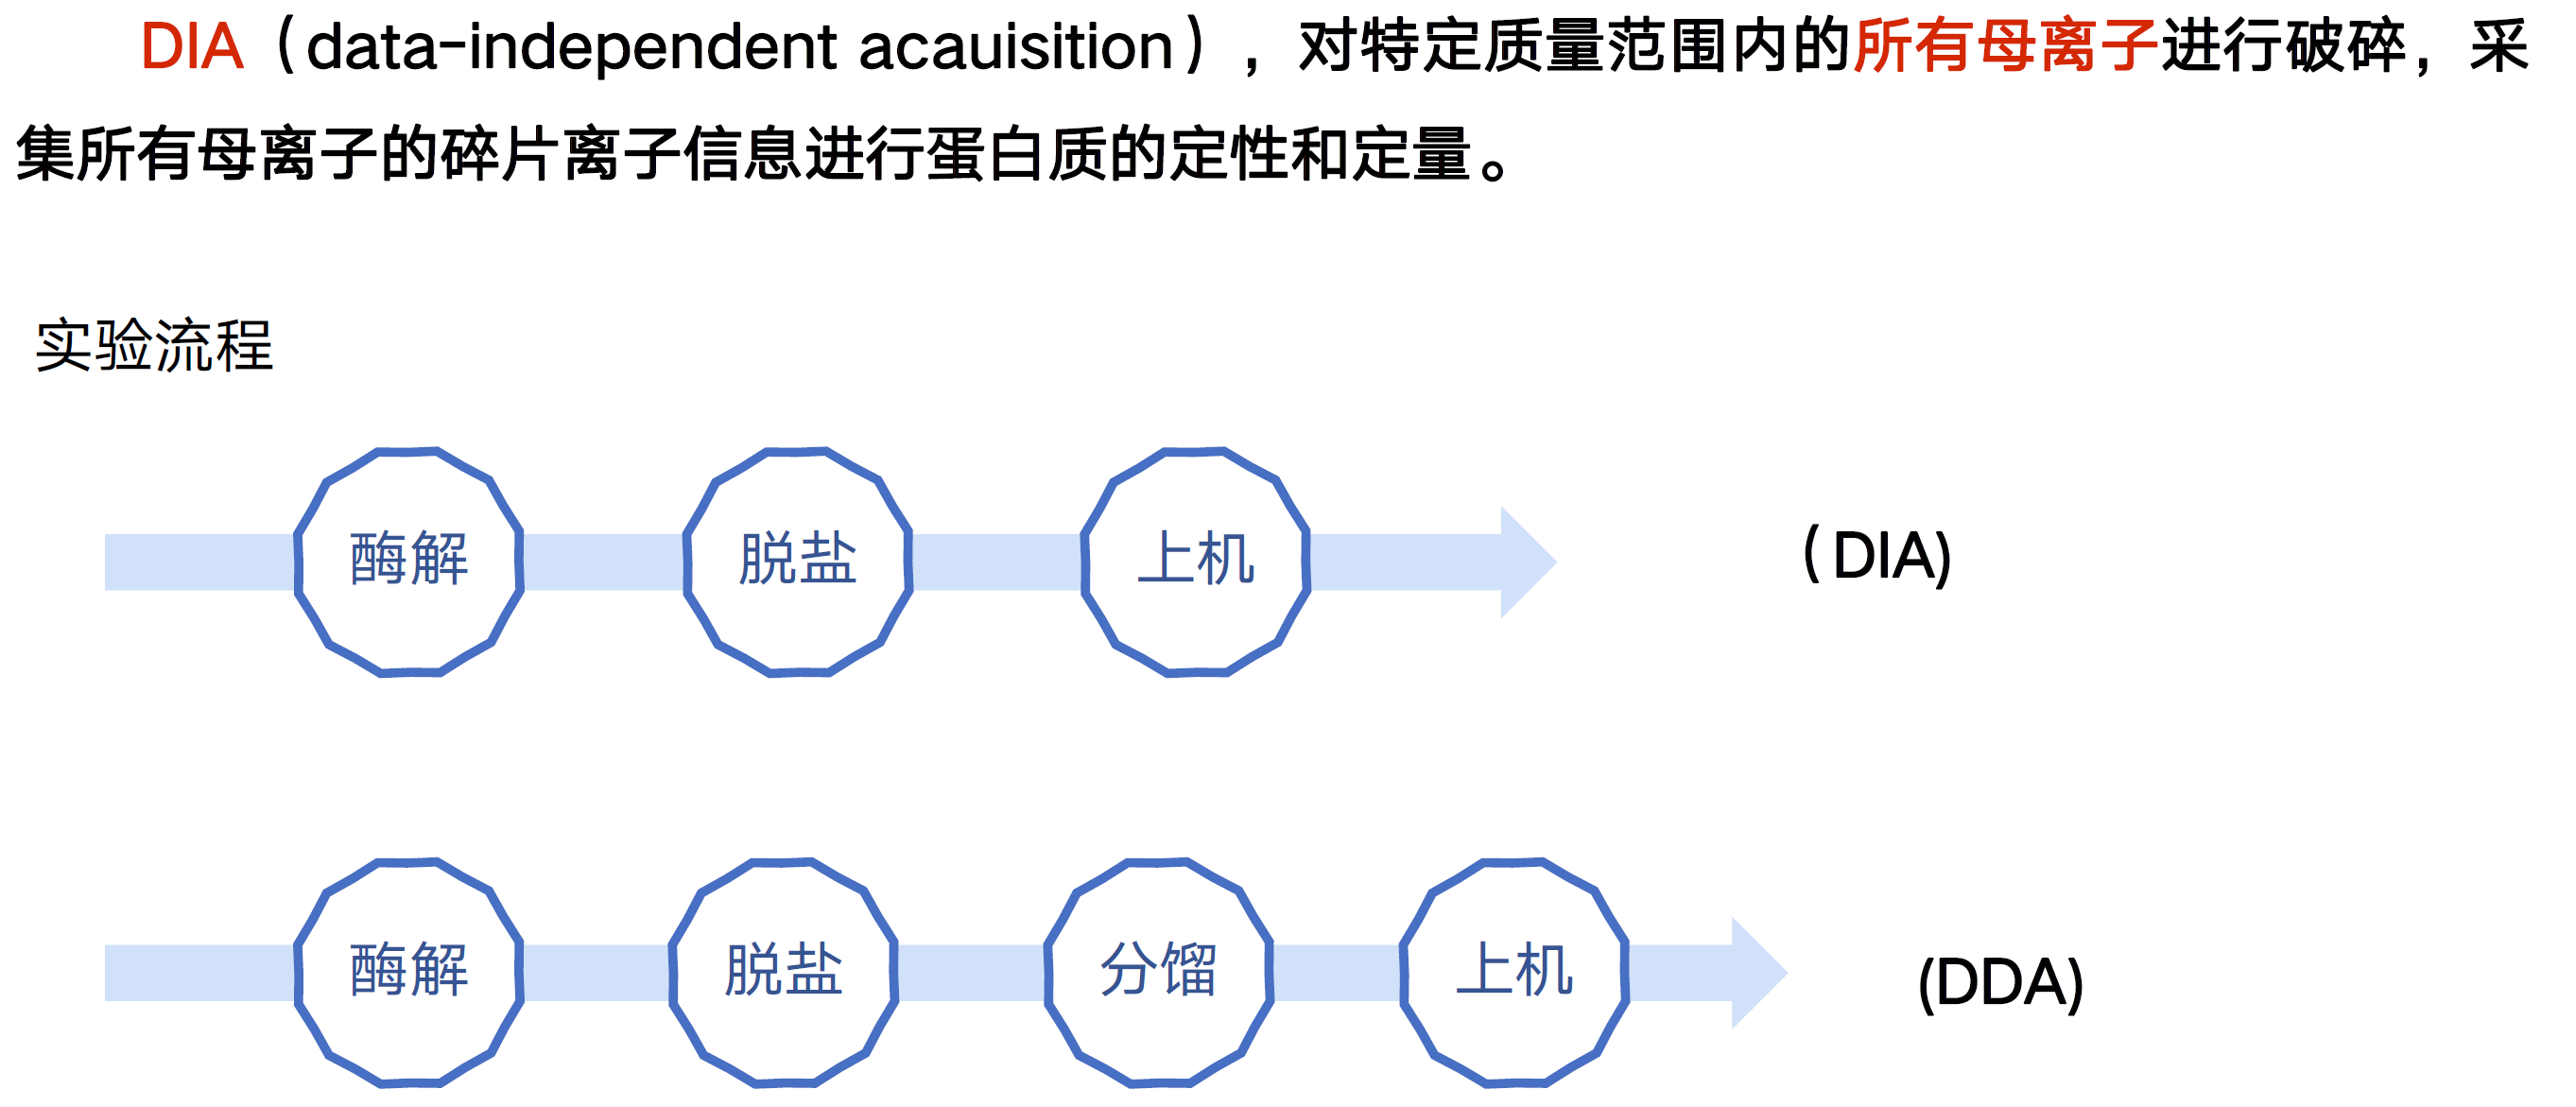 DIA（data-independent acauisition），对特定质量范围内的所有母离子进行破碎，采
集所有母离子的碎片离子信息进行蛋白质的定性和定量。
实验流程
酶解 脱盐 上机 （DIA)
酶解 脱盐 分馏 上机 (DDA)